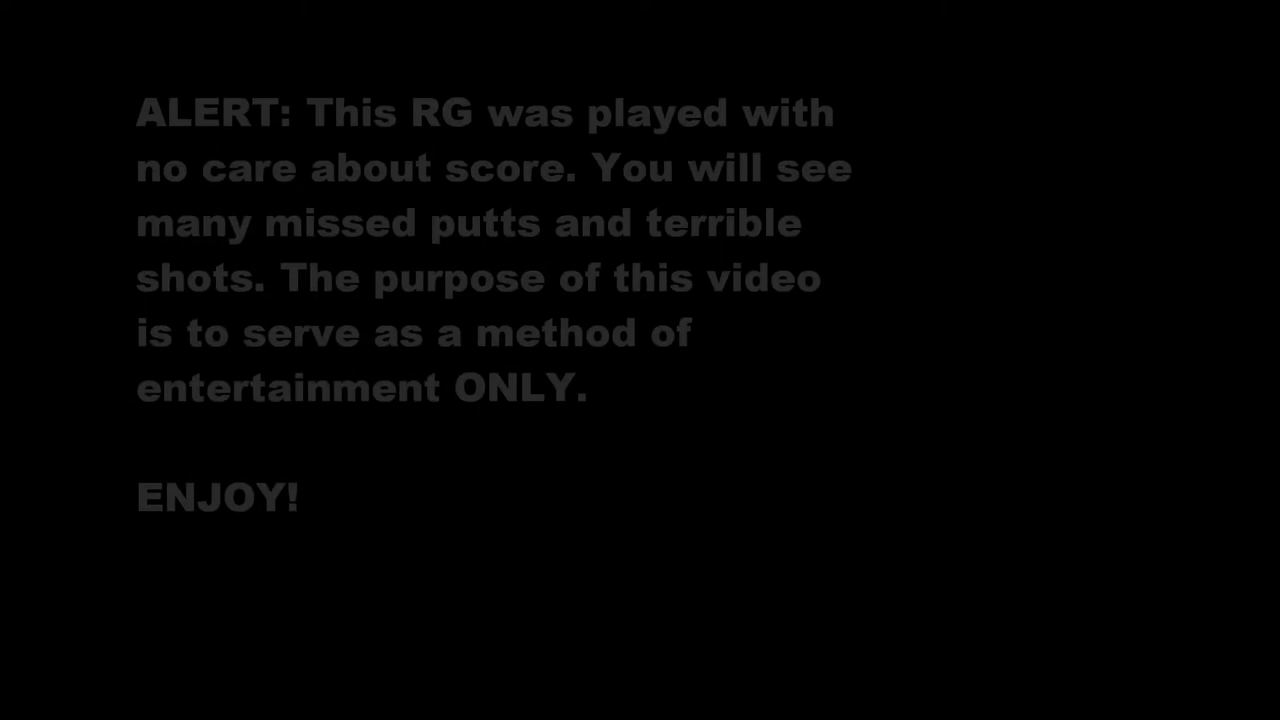 ALERT: This RG was played with
no care about score. You will see
many missed putts and terrible
shots. The purpose of this video
is to serve as a method of
entertainment ONLY.
ENJOY!